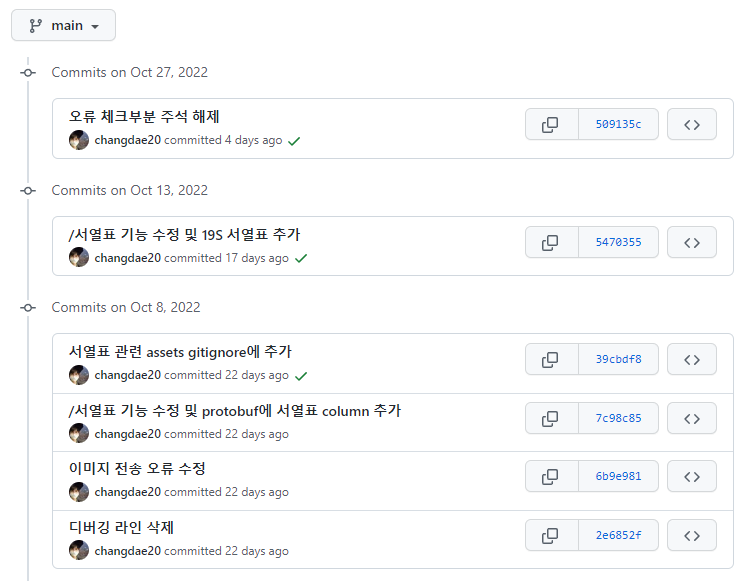 main
Commits on Oct 27, 2022
오류 체크부분 주석 해제
changdae20 committed 4 days ago
509135c
Commits on Oct 13, 2022
/서열표 기능 수정 및 19S 서열표 추가
changdae20 committed 17 days ago
5470355
Commits on Oct 8, 2022
서열표 관련 assets gitignore에 추가
changdae20 committed 22 days ago
39cbdf8
/서열표 기능 수정 및 protobuf에 서열표 column 추가
changdae20 committed 22 days ago
7c98c85
이미지 전송 오류 수정
changdae20 committed 22 days ago
6b9e981
디버깅 라인 삭제
changdae20 committed 22 days ago
2e6852f